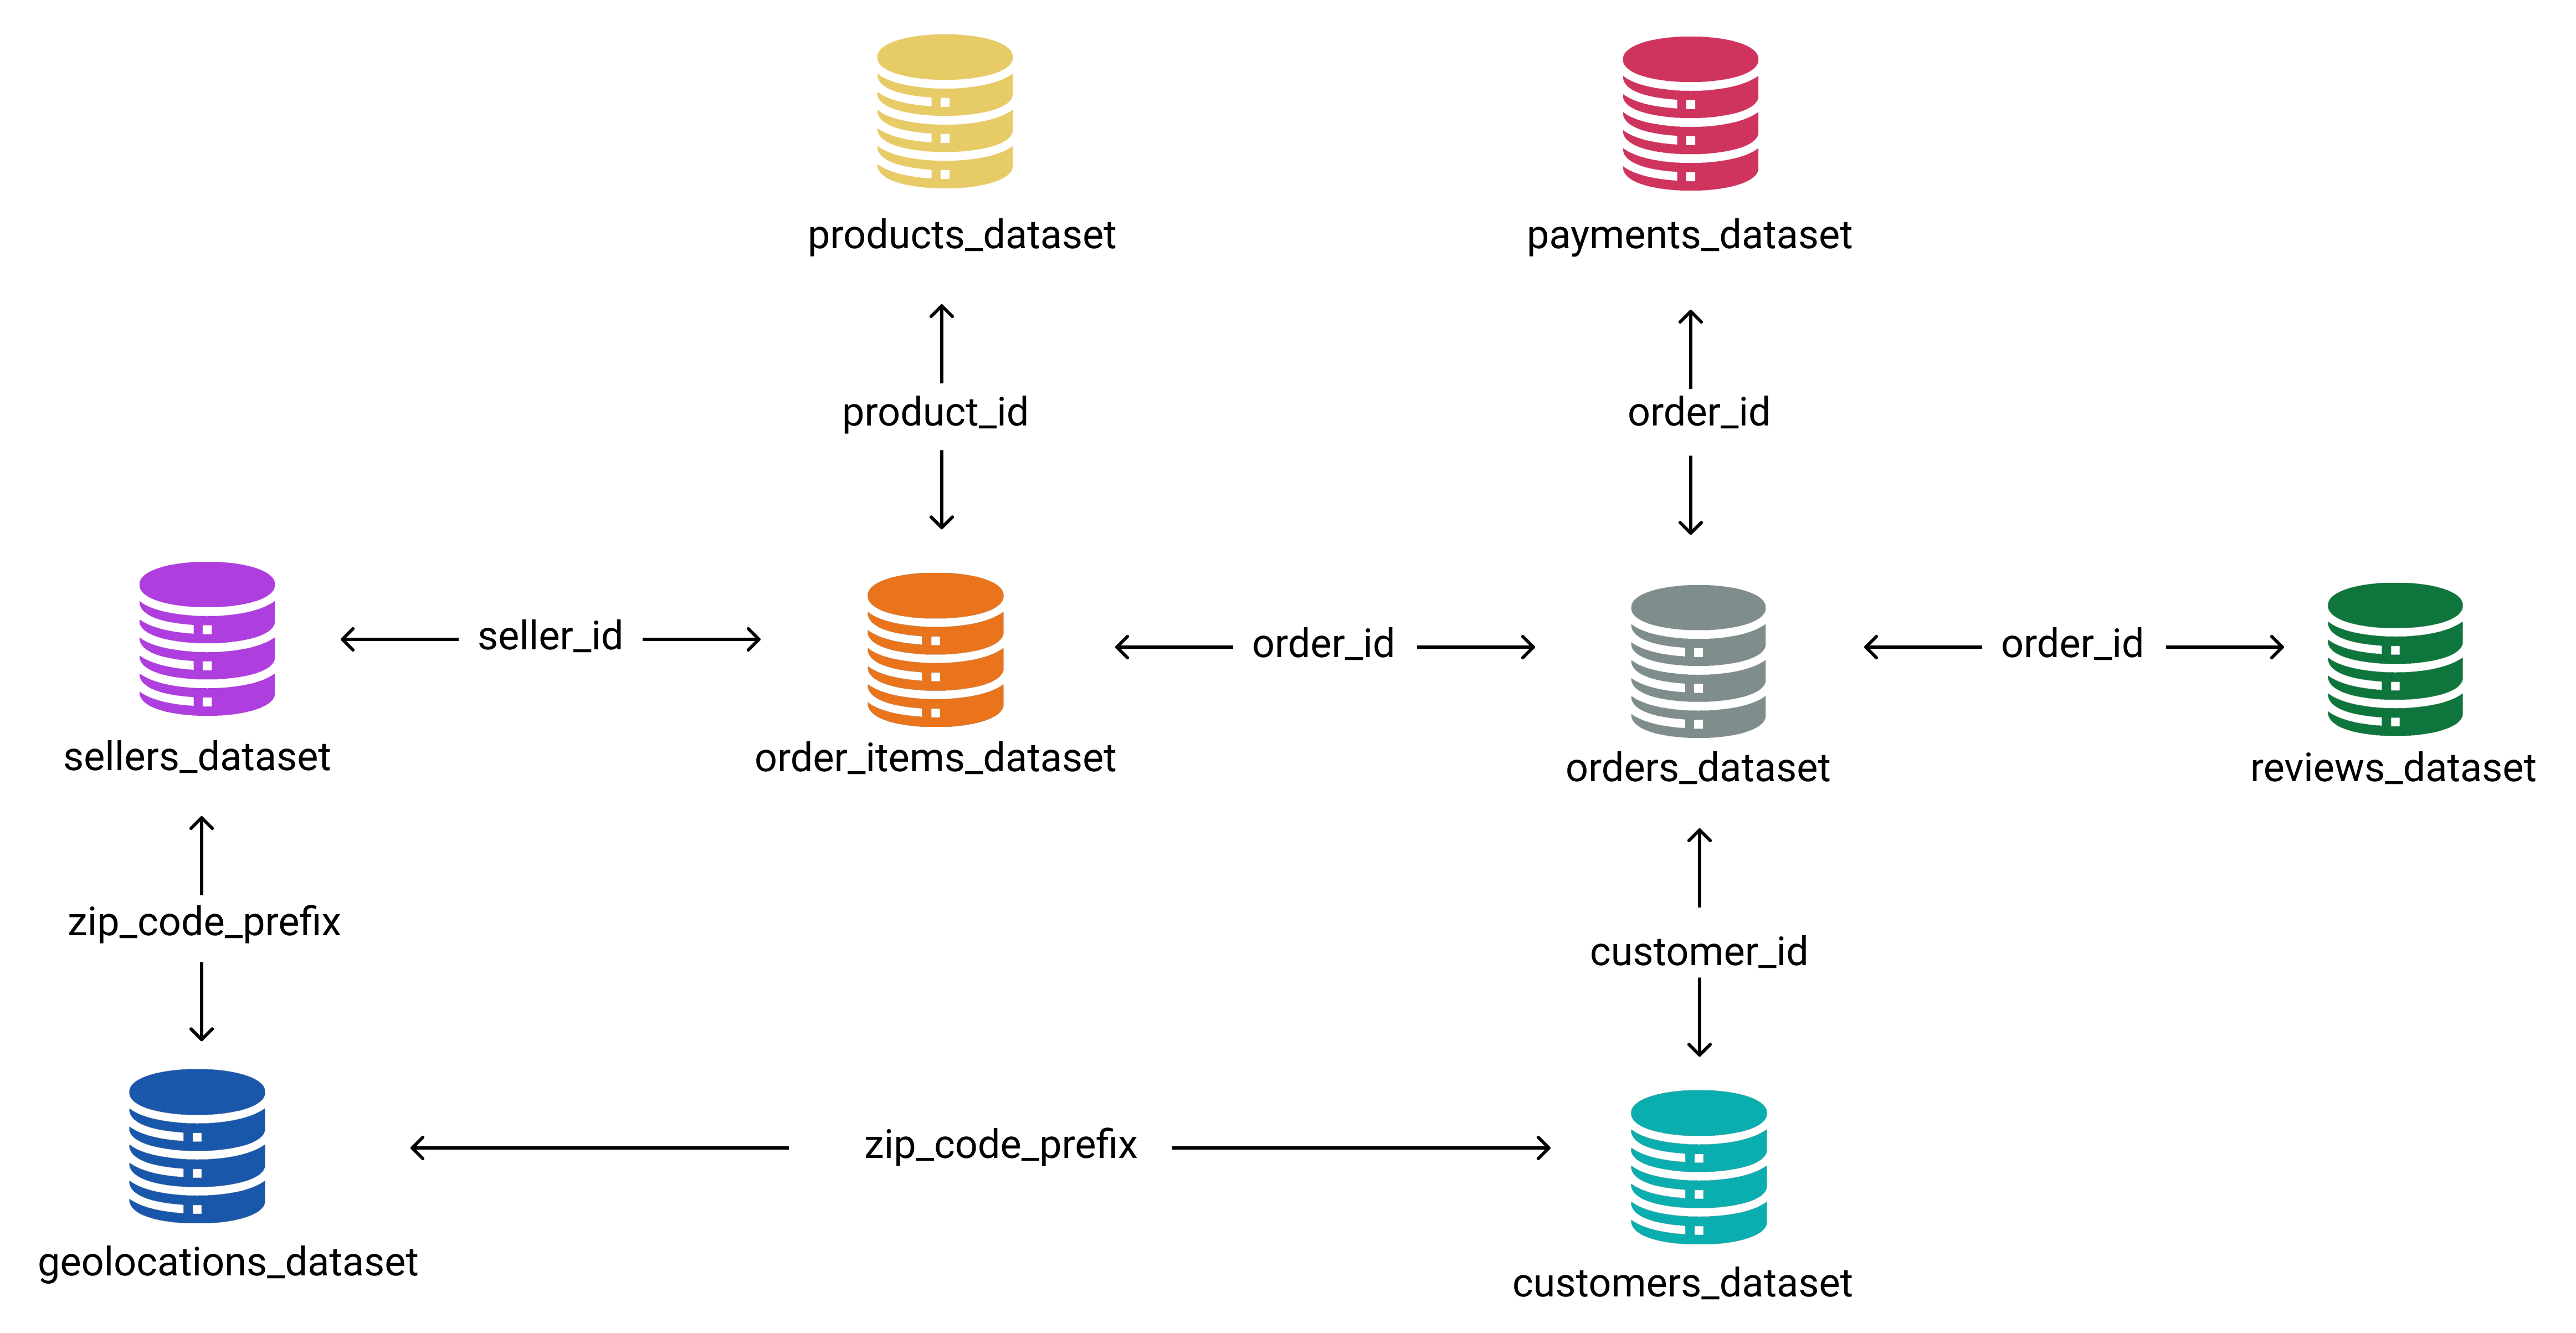 products_dataset
payments_dataset
product_id
order_id
seller_id
order_id
order_id
sellers_dataset
order_items_dataset
orders_dataset
reviews_dataset
zip_code_prefix
customer_id
zip_code_prefix
geolocations_dataset
customers_dataset